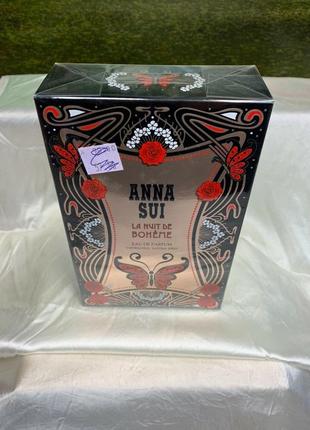 ANNA
SUI
LA NUIT DE
BOHÈME
EAU DE PARFUM